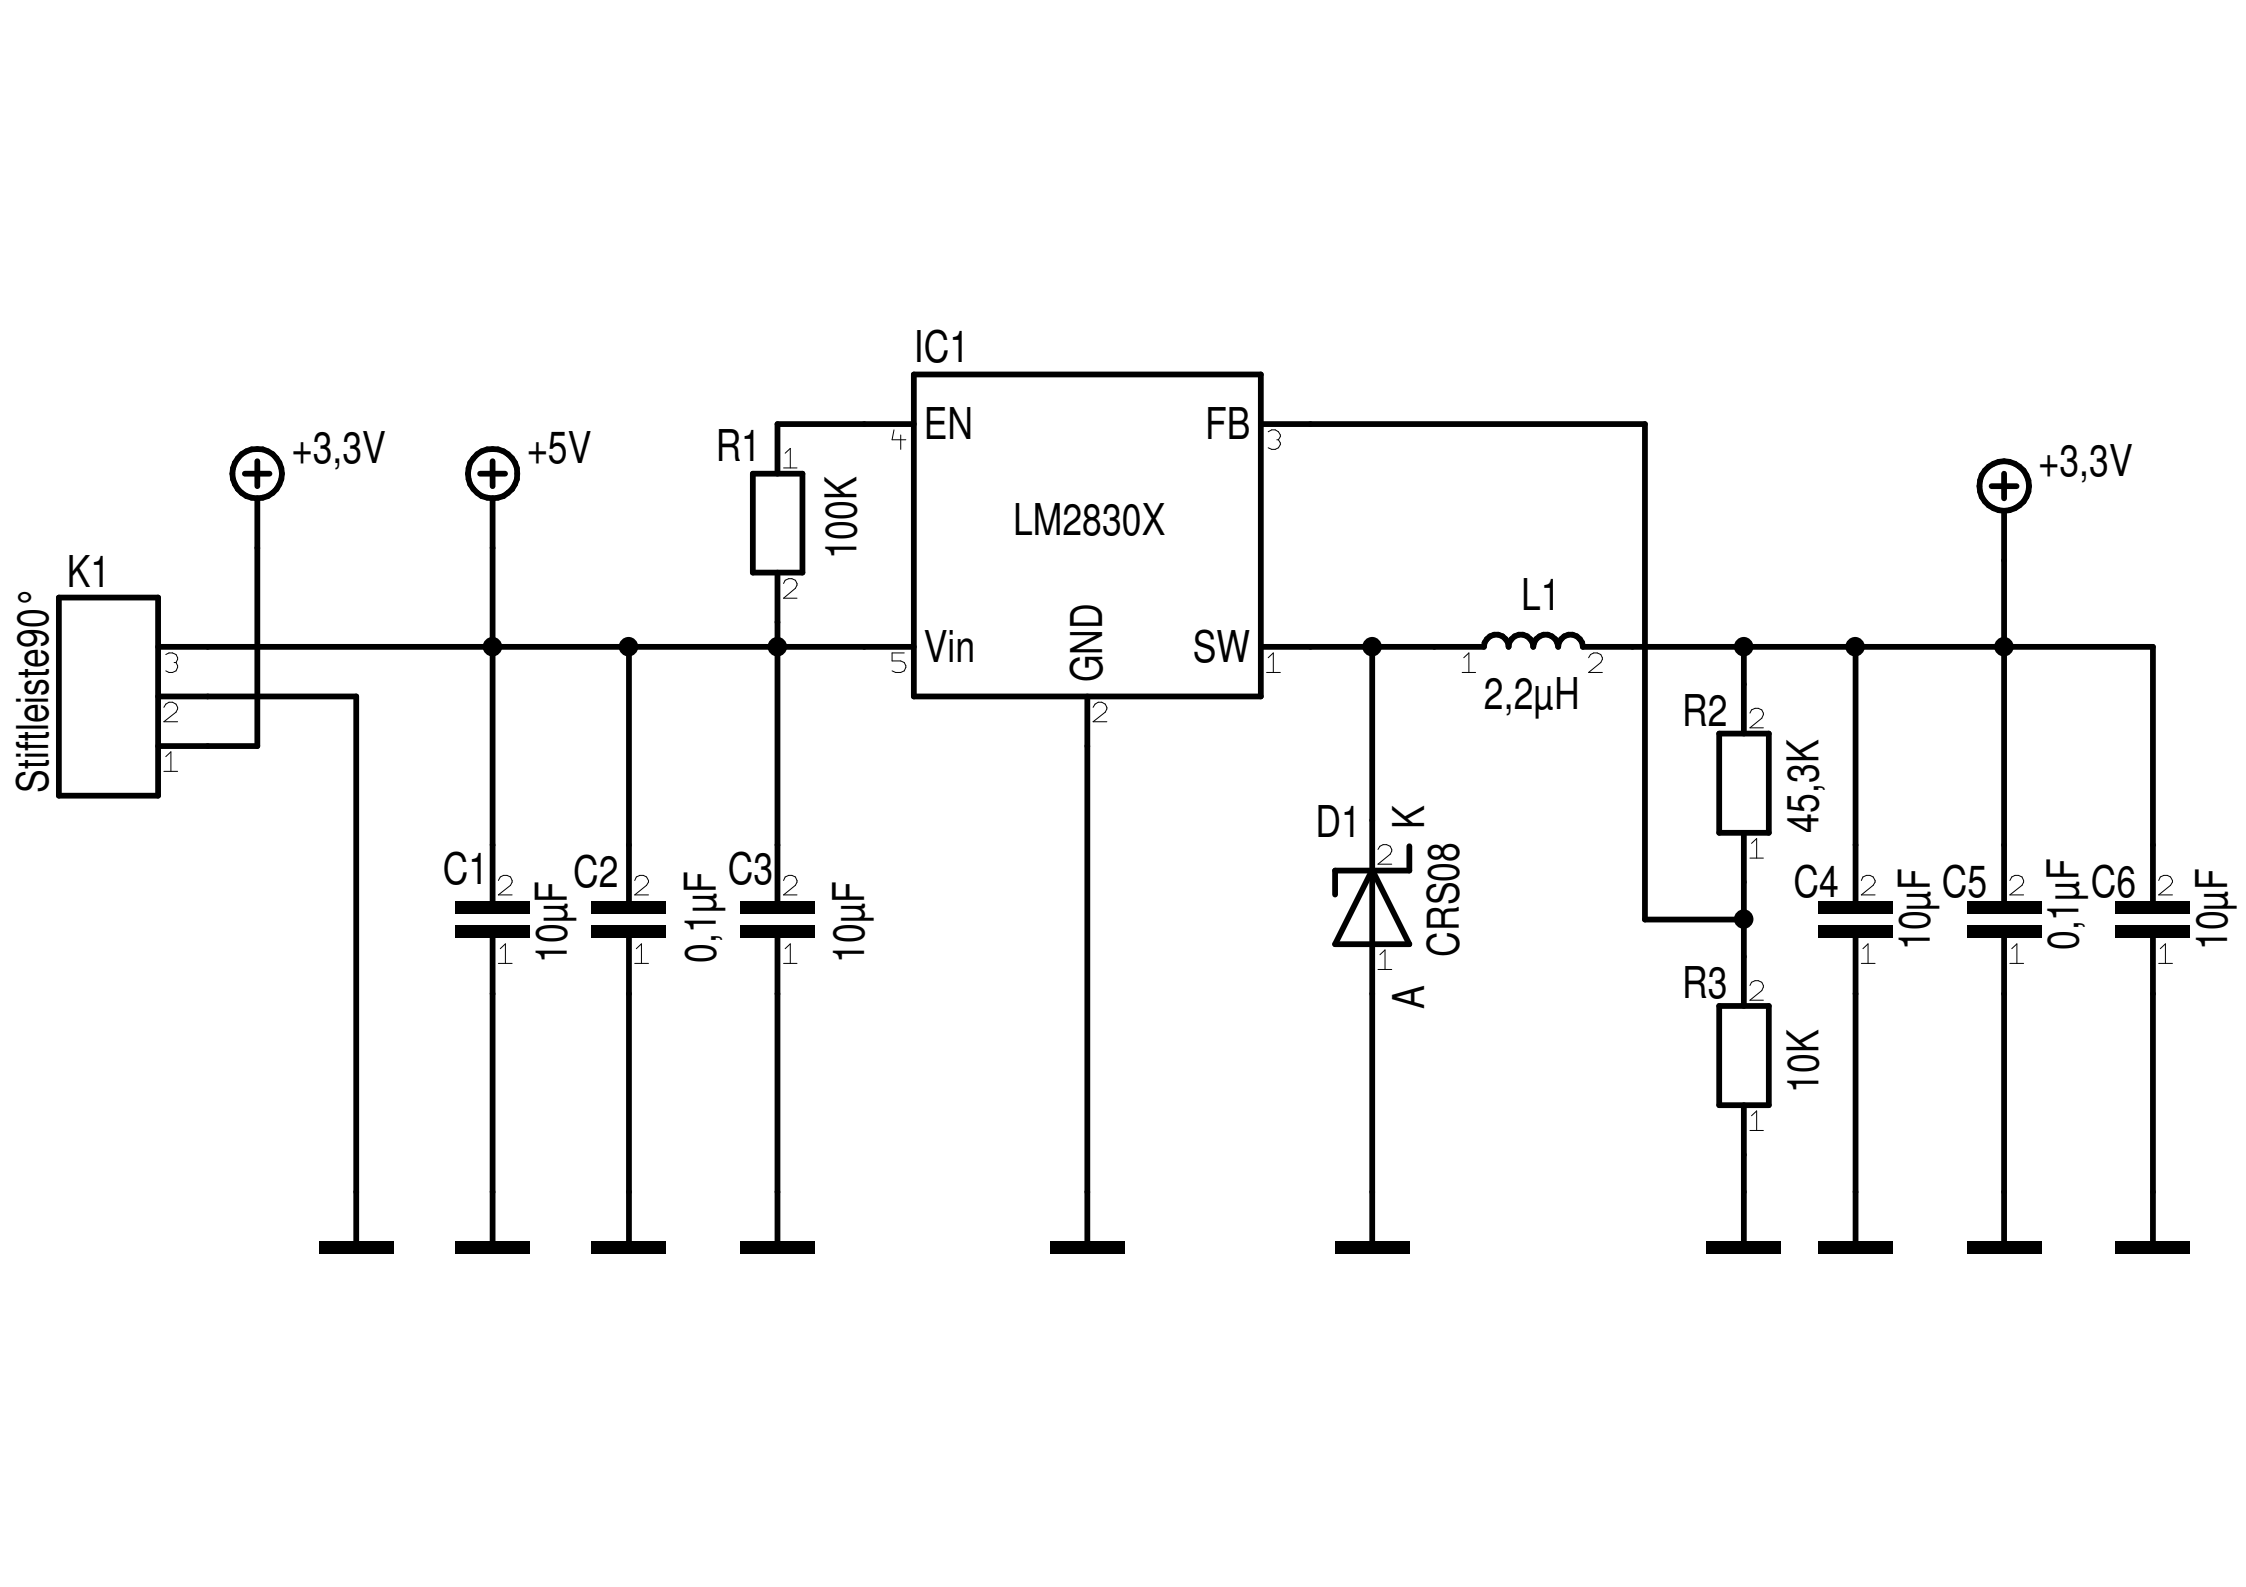 IC1
EN
4
FB
3
LM2830X
Vin
5
GND
2
SW
1
+3,3V
+5V
R1
1
100K
2
+3,3V
K1
Stiftleiste90°
3
2
1
L1
1
2
2,2µH
R2
2
45,3K
1
D1
K
2
CRS08
1
A
C1
2
10µF
1
C2
2
0,1µF
1
C3
2
10µF
1
C4
2
10µF
1
C5
2
0,1µF
1
C6
2
10µF
1
R3
2
10K
1